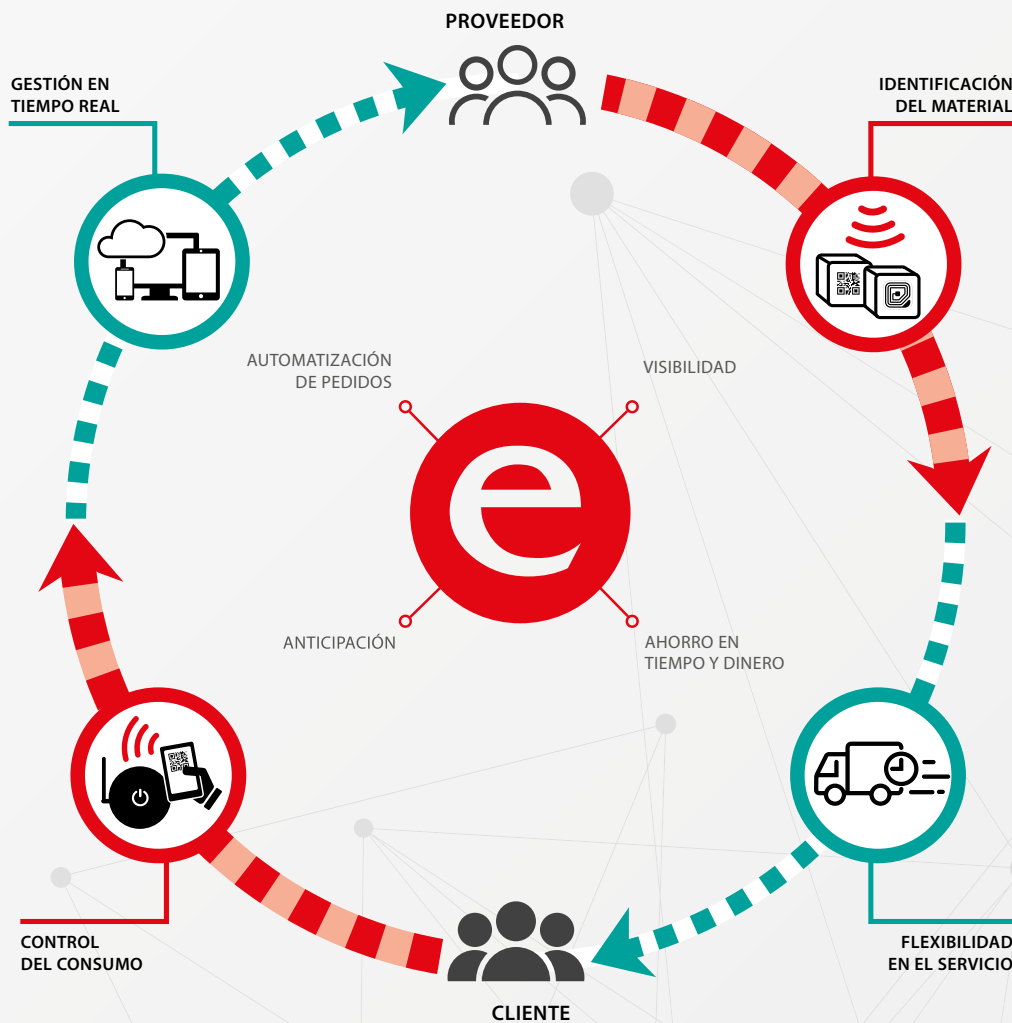 PROVEEDOR
GESTIÓN EN
TIEMPO REAL
IDENTIFICACIÓN
DEL MATERIAL
AUTOMATIZACIÓN
DE PEDIDOS
VISIBILIDAD
e
ANTICIPACIÓN
AHORRO EN
TIEMPO Y DINERO
CONTROL
DEL CONSUMO
FLEXIBILIDAD
EN EL SERVICIO
CLIENTE